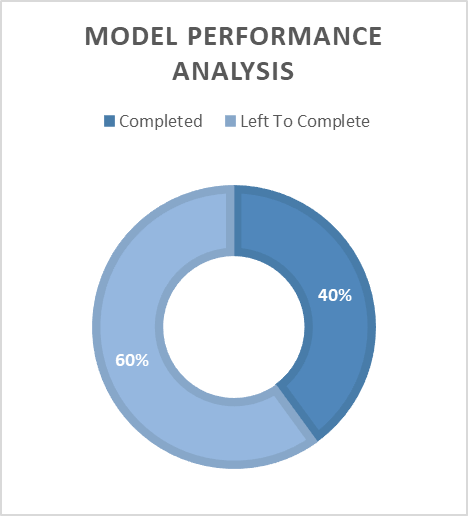 MODEL PERFORMANCE
ANALYSIS
Completed Left To Complete
40%
60%